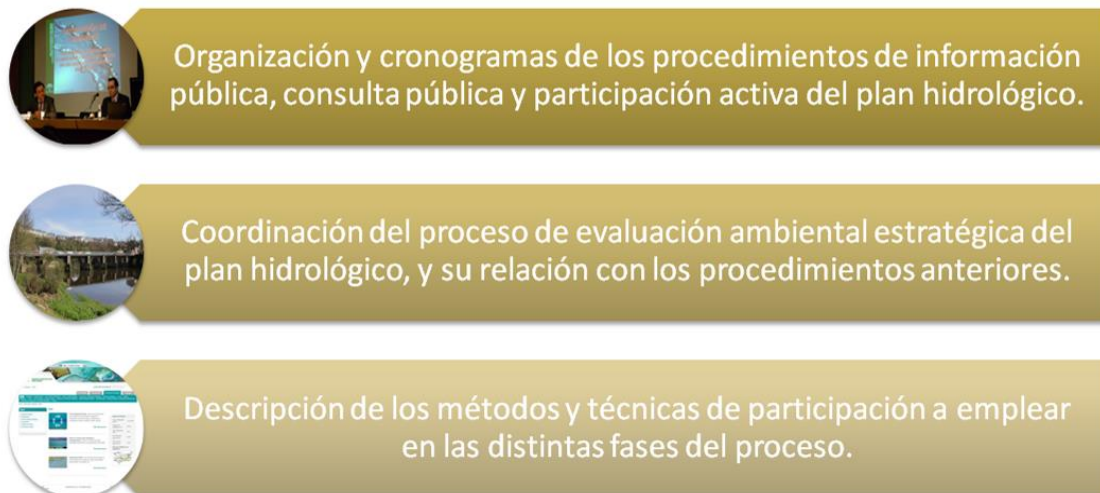 Organización y cronogramas de los procedimientos de información
pública, consulta pública y participación activa del plan hidrológico.
Coordinación del proceso de evaluación ambiental estratégica del
plan hidrológico, y su relación con los procedimientos anteriores.
Descripción de los métodos y técnicas de participación a emplear
en las distintas fases del proceso.